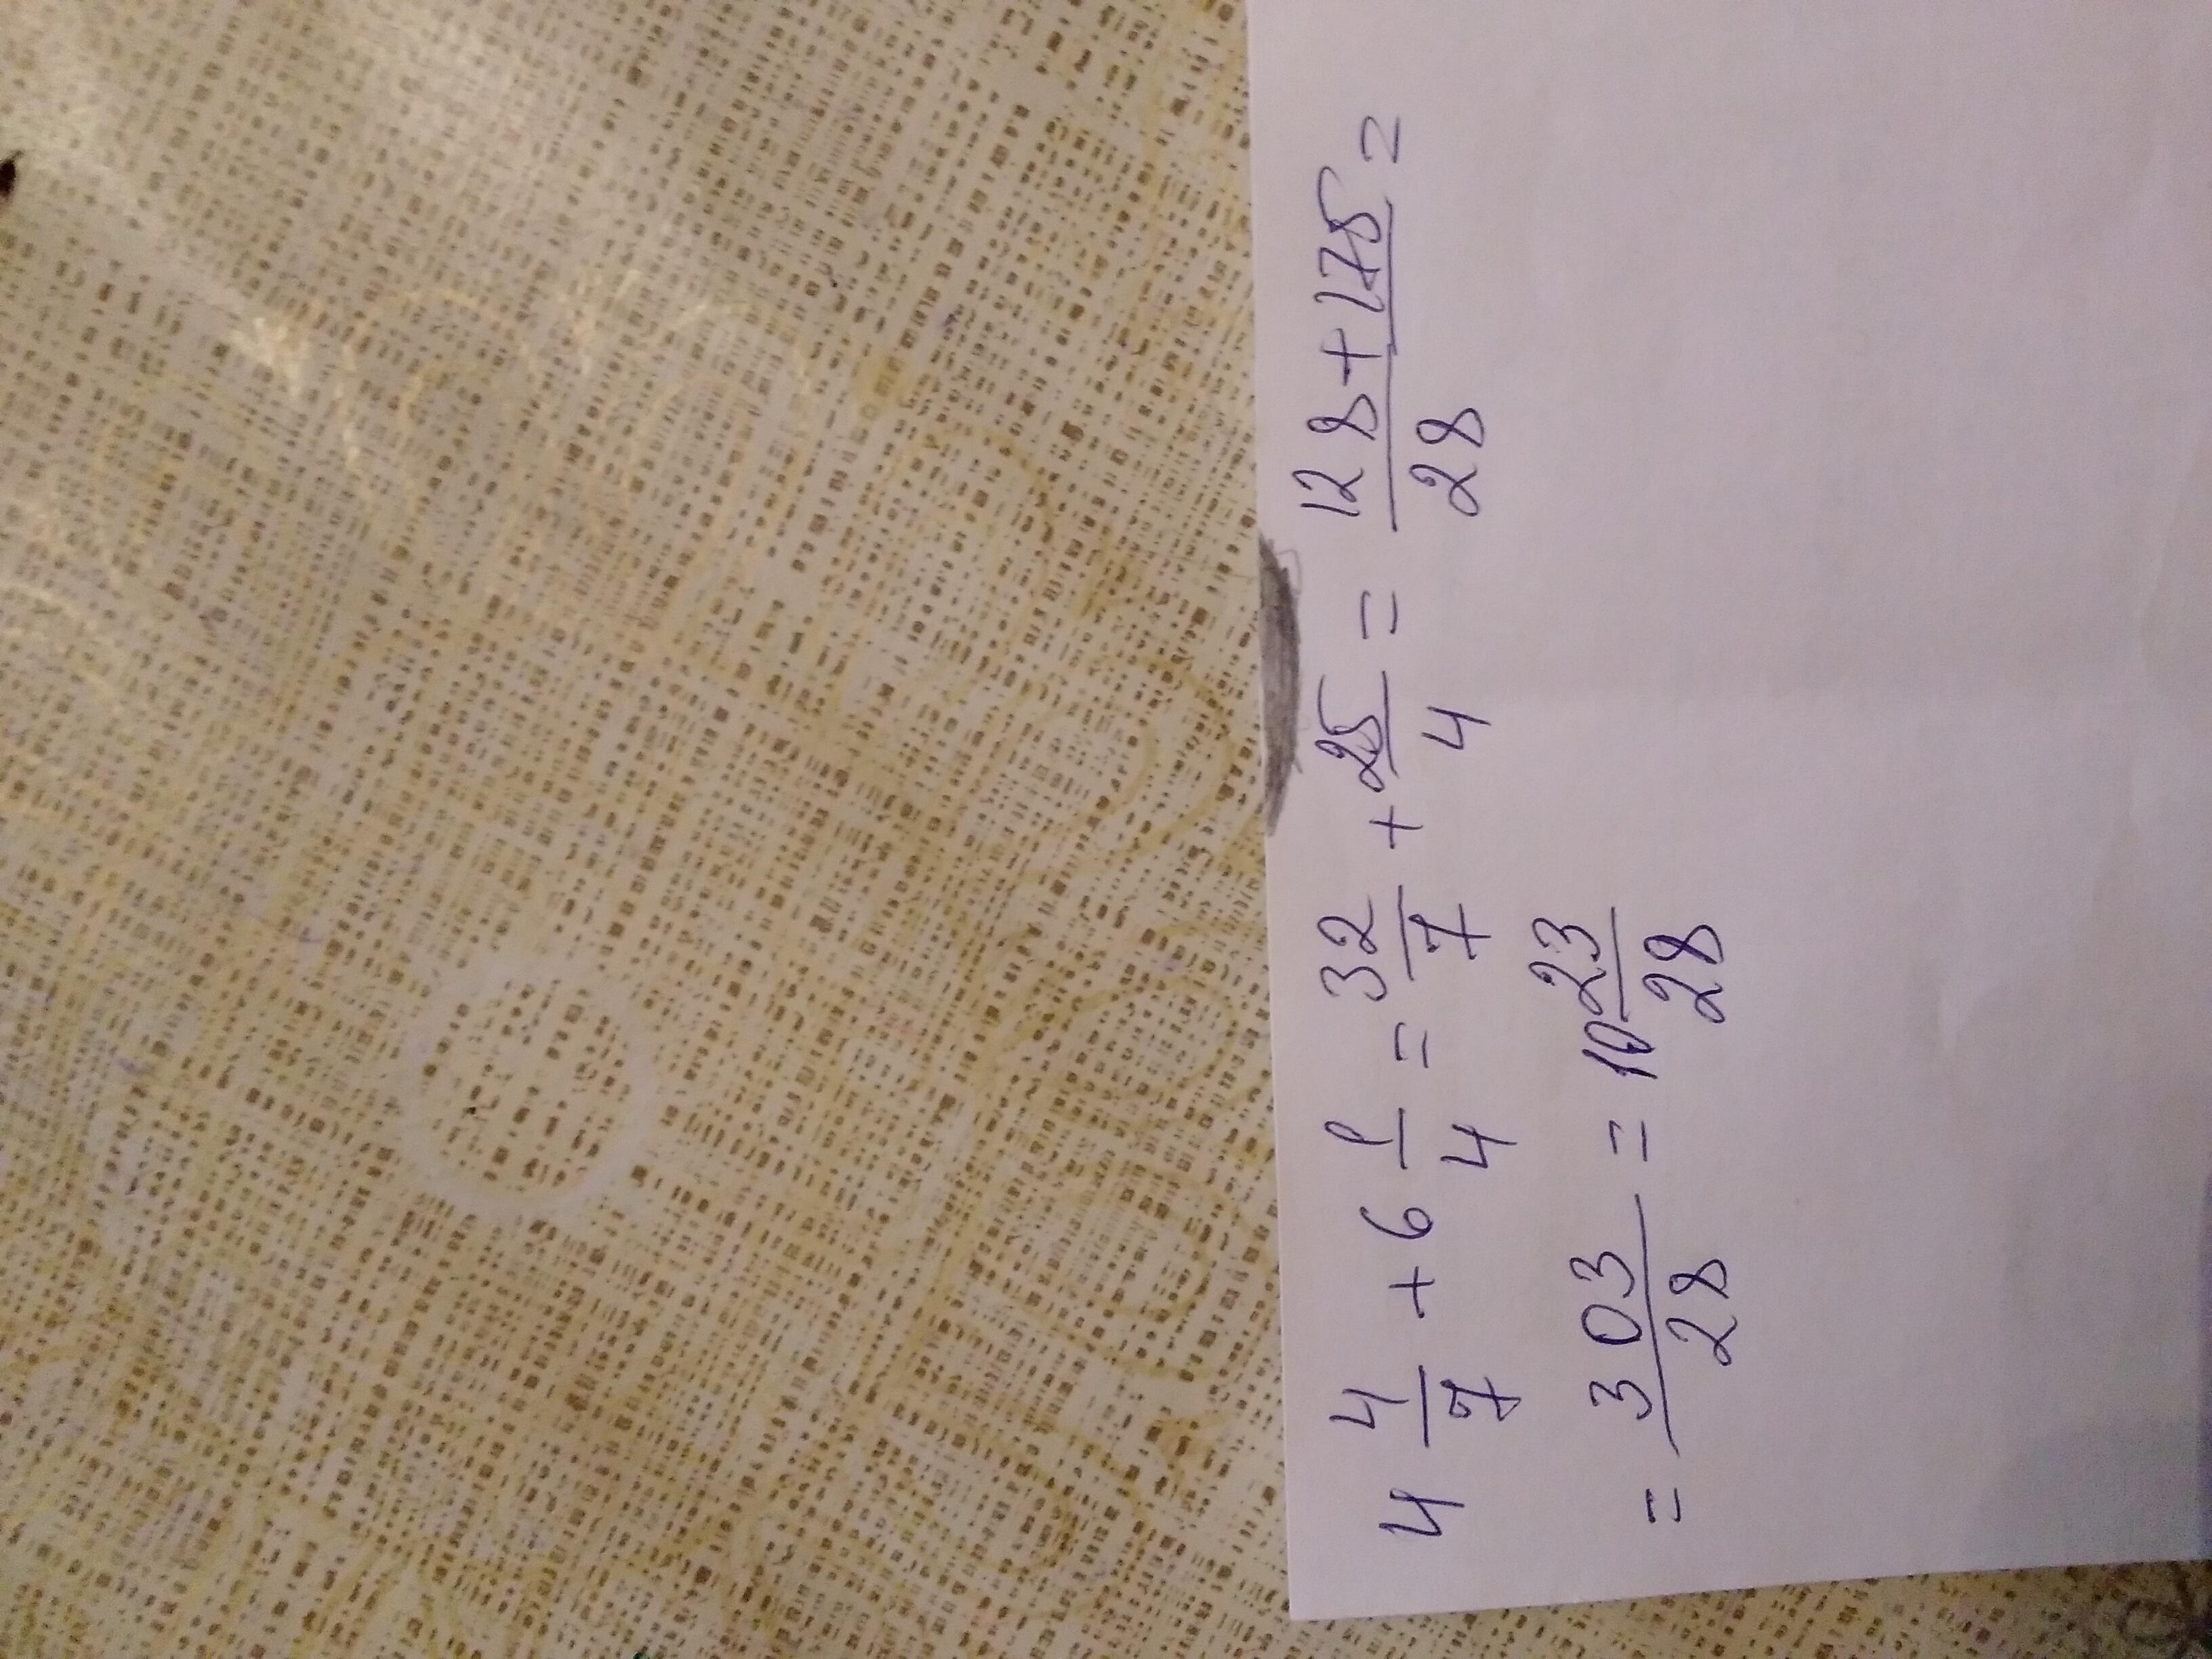 4 4/7 + 6 1/4 = 32/7 + 25/4 = 128+175/28 =
= 303/28 = 10 23/28